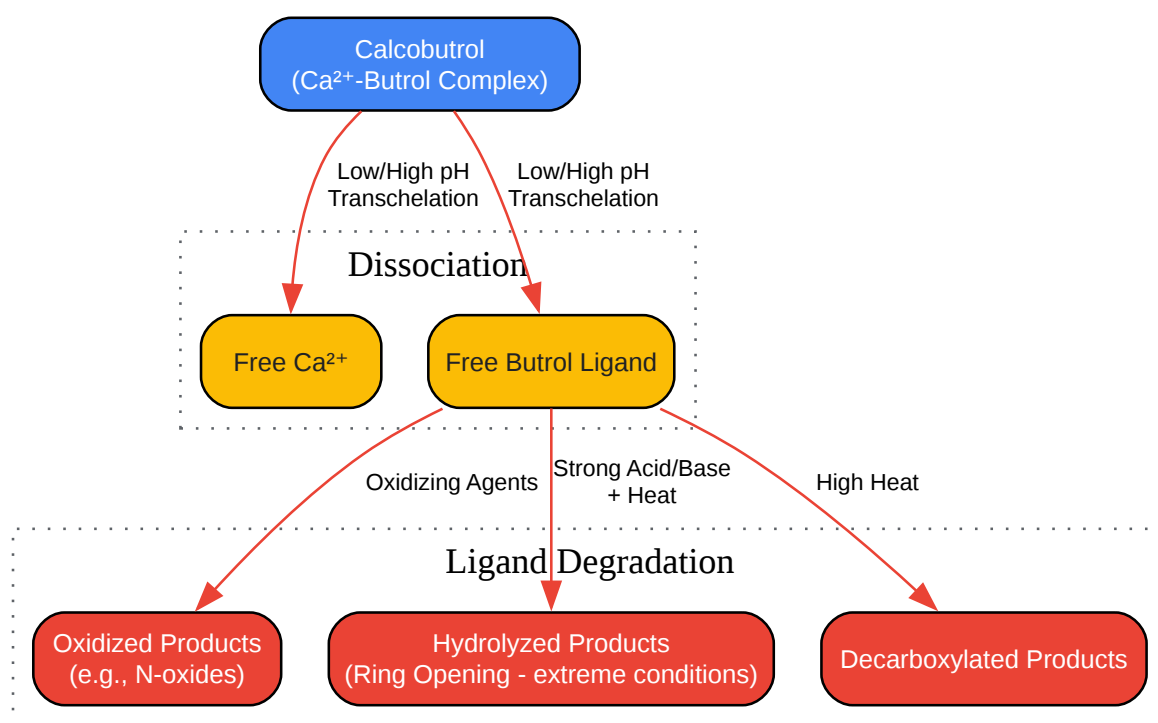 Calcobutrol
(Ca²⁺-Butrol Complex)
Low/High pH
Transchelation
Low/High pH
Transchelation
Dissociation
Free Ca²⁺
Free Butrol Ligand
Oxidizing Agents
Strong Acid/Base
+ Heat
High Heat
Ligand Degradation
Oxidized Products
(e.g., N-oxides)
Hydrolyzed Products
(Ring Opening - extreme conditions)
Decarboxylated Products